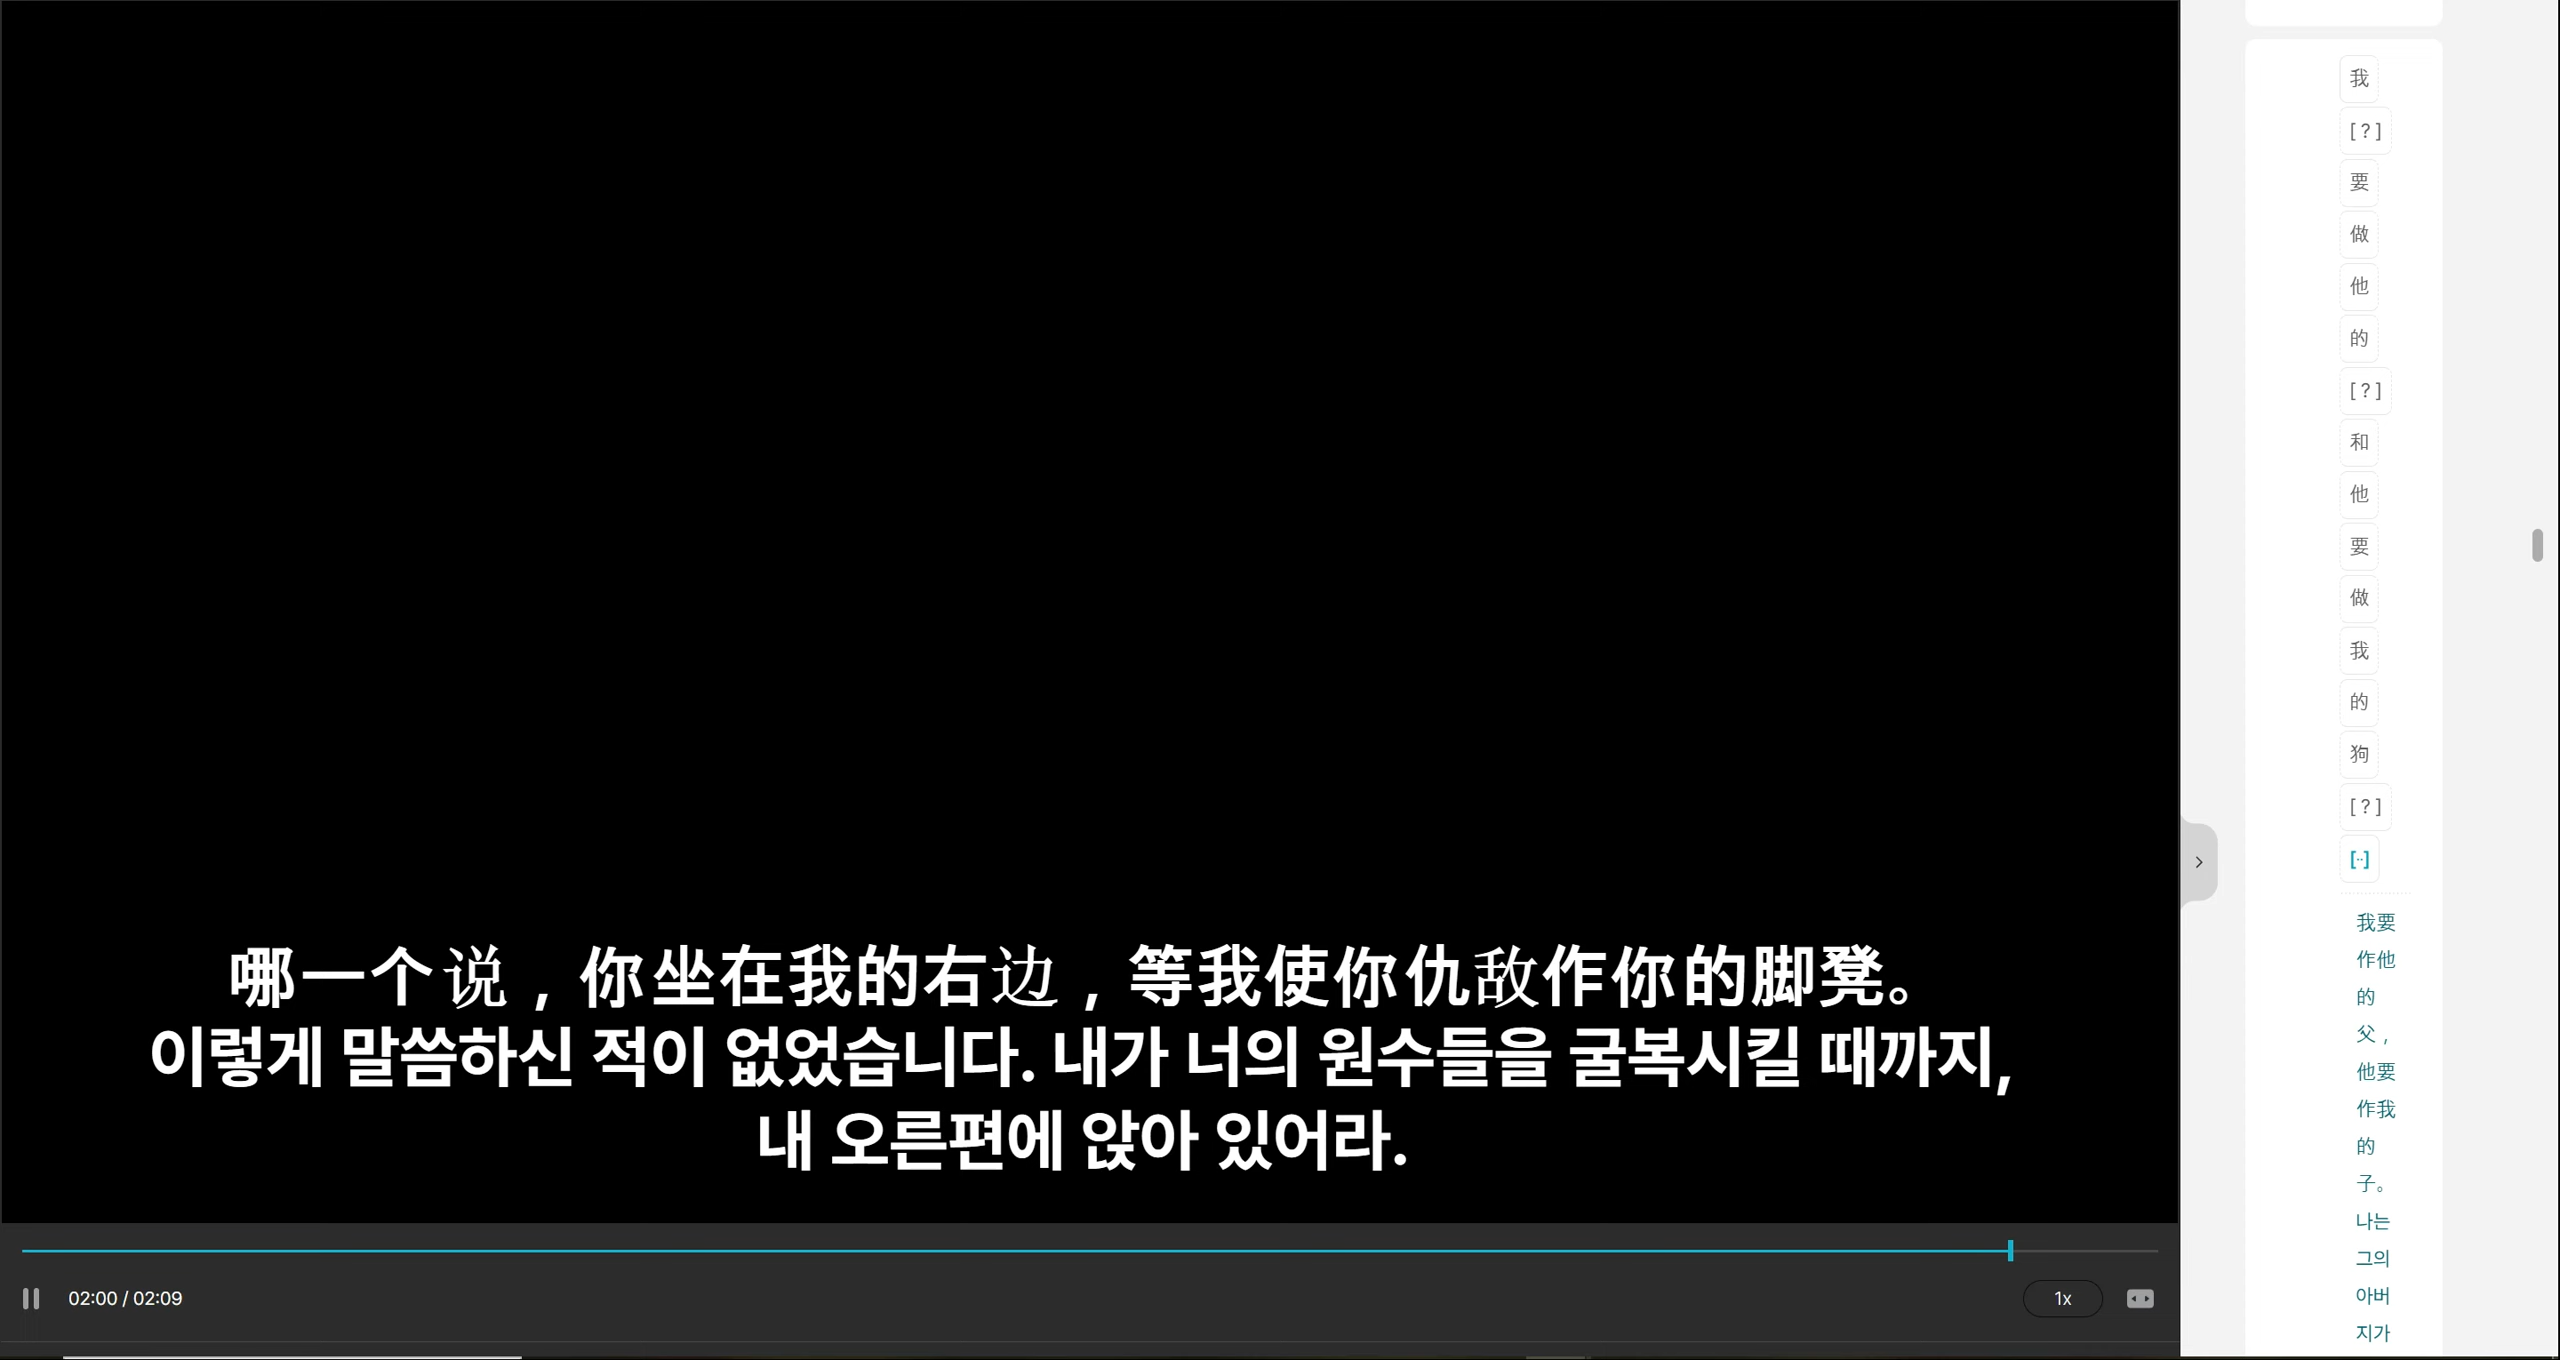 哪一个说，你坐在我的右边，等我使你仇敌作你的脚凳。
이렇게 말씀하신 적이 없었습니다. 내가 너의 원수들을 굴복시킬 때까지,
내 오른편에 앉아 있어라.
02:00 / 02:09
1x
我
[?]
要
做
他
的
[?]
和
他
要
做
我
的
狗
[?]
[··]
我要
作他
的
父，
他要
作我
的
子。
나는
그의
아버
지가